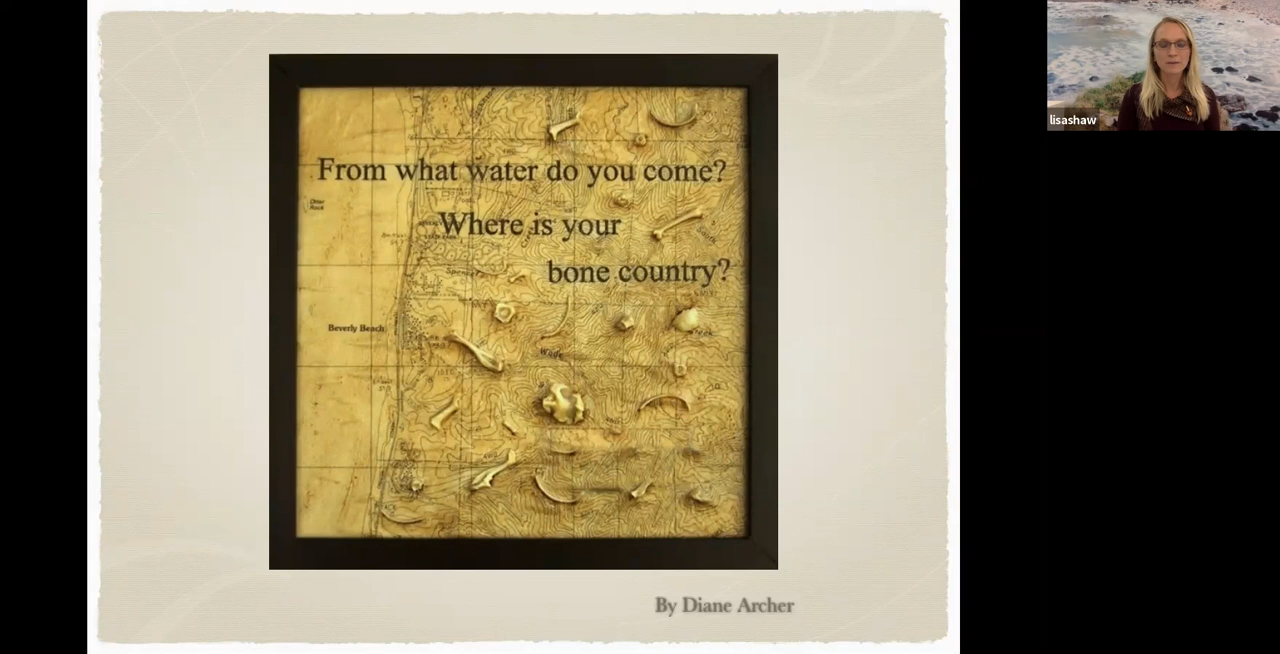 From what water do you come?
Where is your
bone country?
Otter
Rock
Beverly Beach
Wade
By Diane Archer
lisashaw